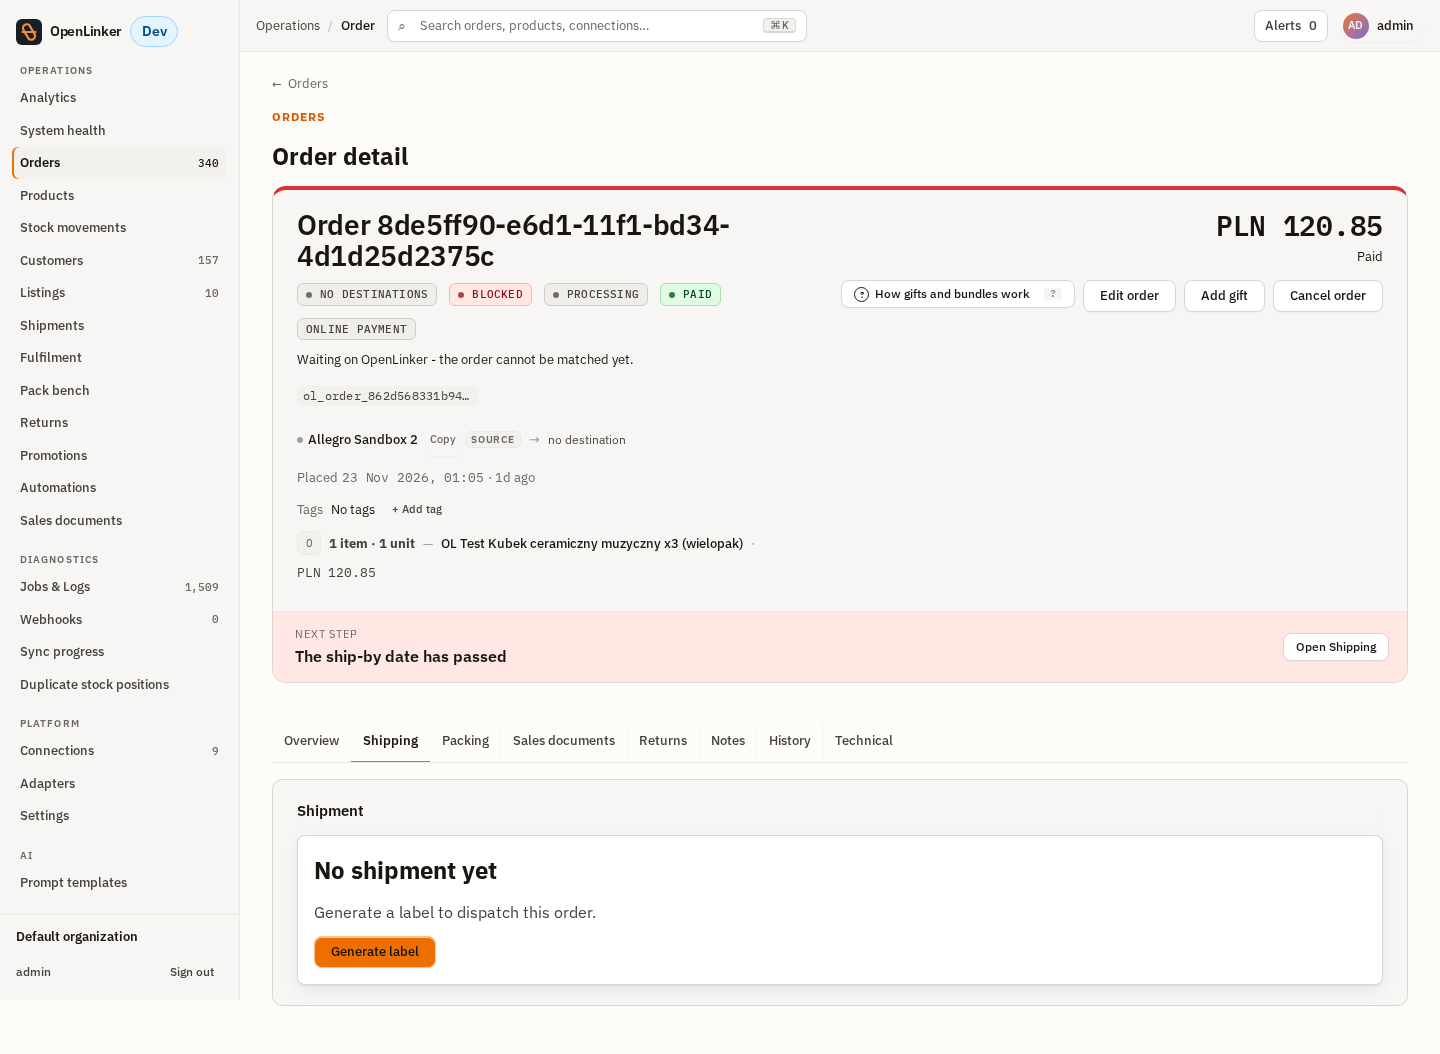 OpenLinker Dev
OPERATIONS
Analytics
System health
Orders 340
Products
Stock movements
Customers 157
Listings 10
Shipments
Fulfilment
Pack bench
Returns
Promotions
Automations
Sales documents
DIAGNOSTICS
Jobs & Logs 1,509
Webhooks 0
Sync progress
Duplicate stock positions
PLATFORM
Connections 9
Adapters
Settings
AI
Prompt templates
Default organization
admin Sign out
Operations / Order
Search orders, products, connections... ⌘K
Alerts 0
AD admin
← Orders
ORDERS
Order detail
Order 8de5ff90-e6d1-11f1-bd34-
4d1d25d2375c
PLN 120.85
Paid
NO DESTINATIONS BLOCKED PROCESSING PAID
ONLINE PAYMENT
? How gifts and bundles work ?
Edit order
Add gift
Cancel order
Waiting on OpenLinker - the order cannot be matched yet.
ol_order_862d568331b94…
Allegro Sandbox 2 Copy SOURCE → no destination
Placed 23 Nov 2026, 01:05 · 1d ago
Tags No tags + Add tag
O 1 item · 1 unit — OL Test Kubek ceramiczny muzyczny x3 (wielopak) ·
PLN 120.85
NEXT STEP
The ship-by date has passed
Open Shipping
Overview Shipping Packing Sales documents Returns Notes History Technical
Shipment
No shipment yet
Generate a label to dispatch this order.
Generate label